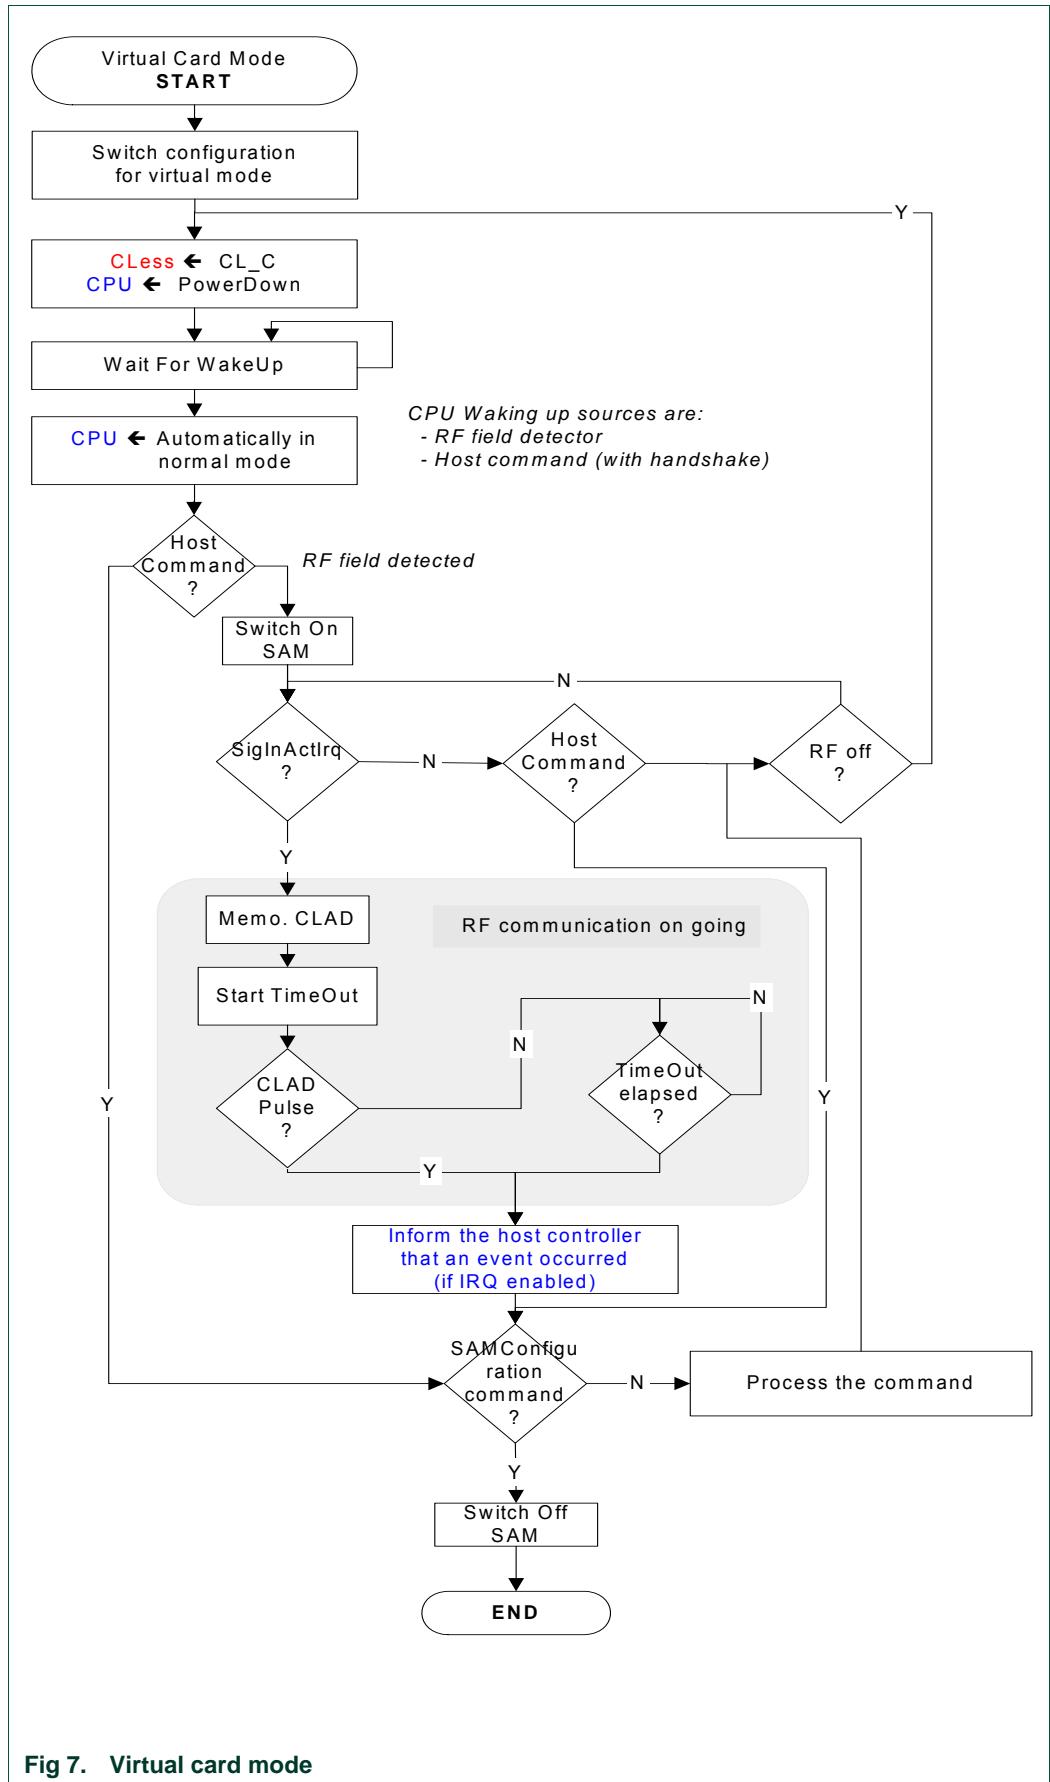 Virtual Card Mode
START
Switch configuration
for virtual mode
Y
CLess 🡸 CL_C
CPU 🡸 PowerDown
Wait For WakeUp
CPU 🡸 Automatically in
normal mode
CPU Waking up sources are:
- RF field detector
- Host command (with handshake)
Host
Command
?
RF field detected
Switch On
SAM
N
SigInActIrq
?
N
Host
Command
?
RF off
?
Y
Memo. CLAD
RF communication on going
Start TimeOut
N
N
CLAD
Pulse
?
TimeOut
elapsed
?
Y
Y
Y
Inform the host controller
that an event occurred
(if IRQ enabled)
SAMConfigu
ration
command
?
N
Process the command
Y
Switch Off
SAM
END
Fig 7. Virtual card mode